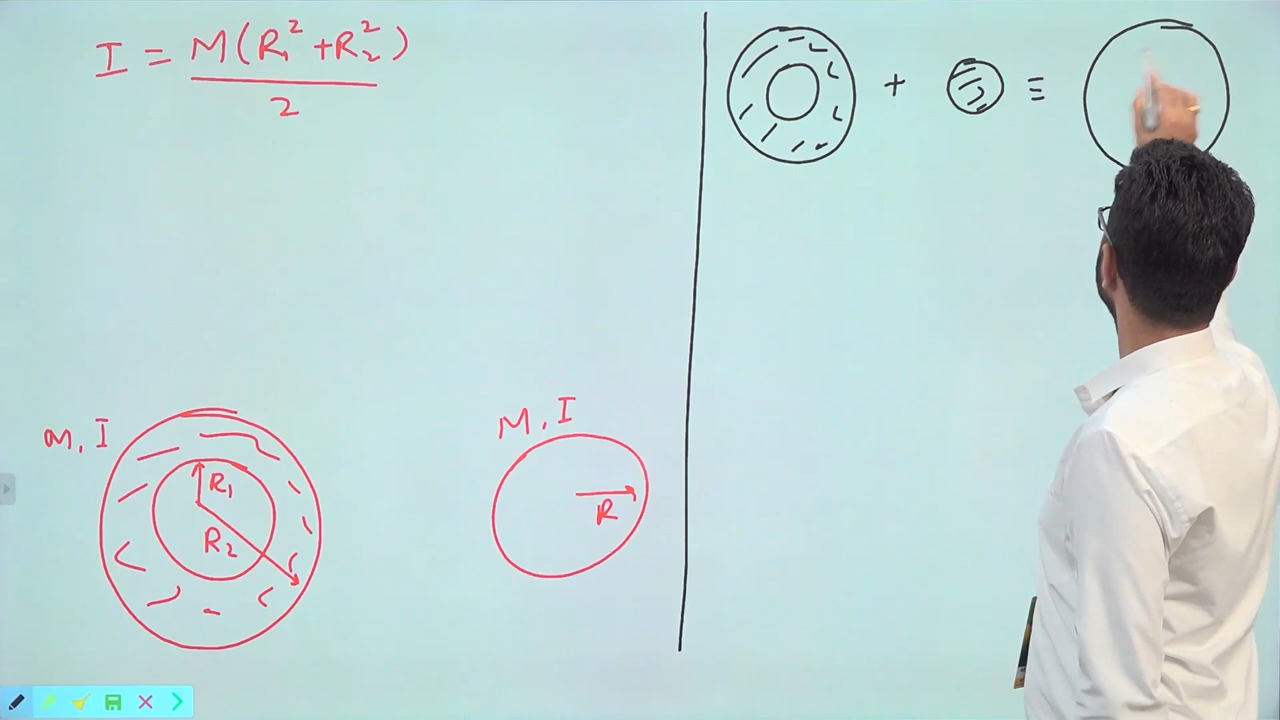 I = M(R₁² + R₂²) / 2
+ ≡
m, I
R₁
R₂
M, I
R